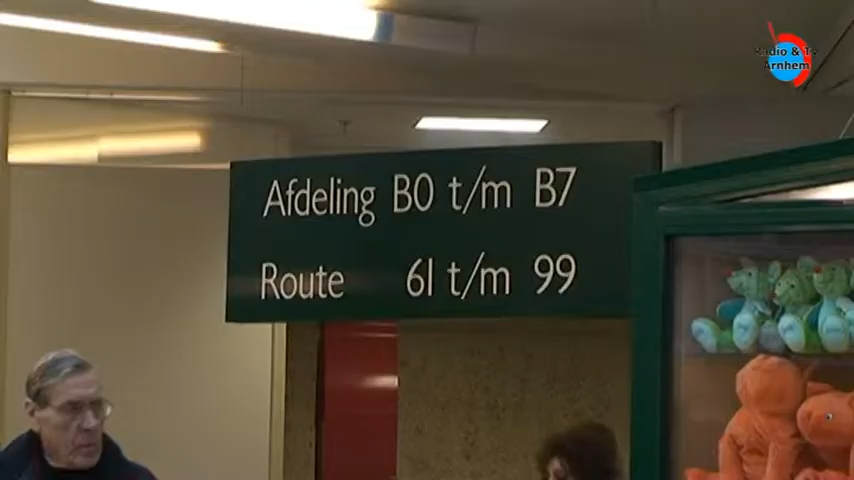 Radio & Tv
Arnhem
Afdeling B0 t/m B7
Route 61 t/m 99